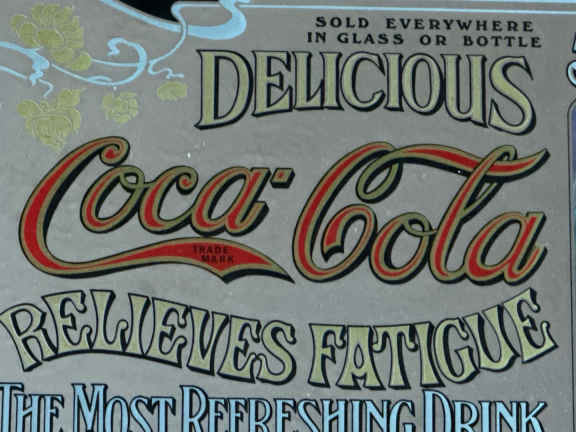 SOLD EVERYWHERE
IN GLASS OR BOTTLE
DELICIOUS
Coca-Cola
TRADE MARK
RELIEVES FATIGUE
THE MOST REFRESHING DRINK